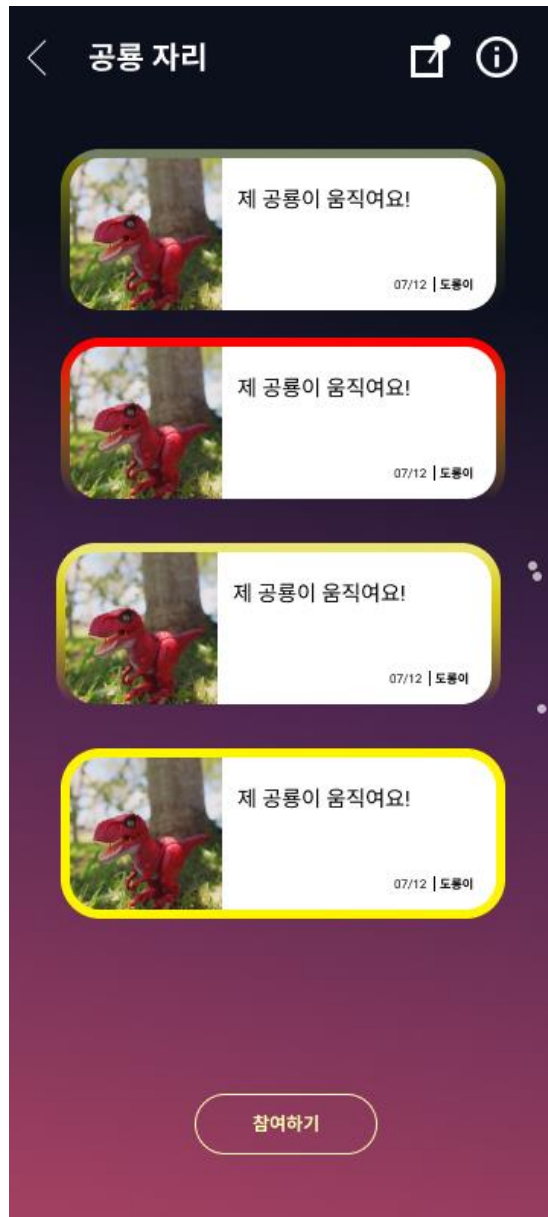 공룡 자리
제 공룡이 움직여요!
07/12 | 도롱이
제 공룡이 움직여요!
07/12 | 도롱이
제 공룡이 움직여요!
07/12 | 도롱이
제 공룡이 움직여요!
07/12 | 도롱이
참여하기